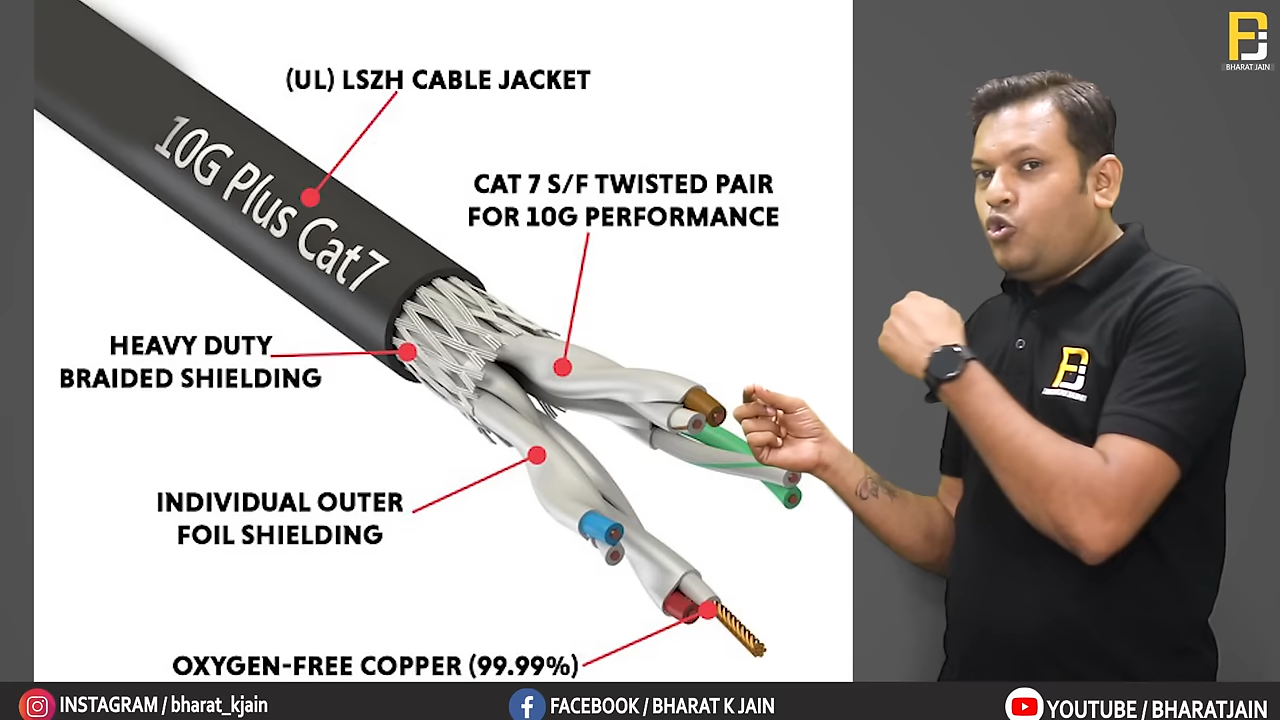 BHARAT JAIN
(UL) LSZH CABLE JACKET
10G Plus Cat7
CAT 7 S/F TWISTED PAIR
FOR 10G PERFORMANCE
HEAVY DUTY
BRAIDED SHIELDING
INDIVIDUAL OUTER
FOIL SHIELDING
OXYGEN-FREE COPPER (99.99%)
INSTAGRAM / bharat_kjain
FACEBOOK / BHARAT K JAIN
YOUTUBE / BHARATJAIN